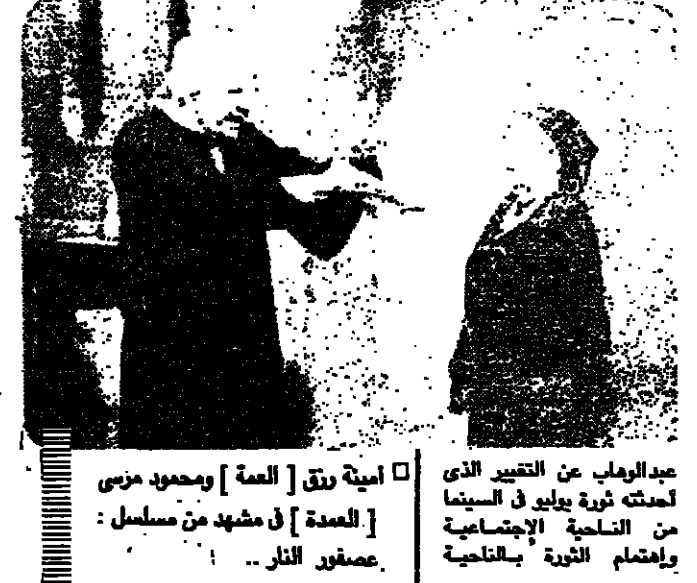 عبدالوهاب عن التغيير الذى
أحدثته ثورة يوليو فى السينما
من الناحية الإجتماعية
وإهتمام الثورة بالناحية
□ أمينة رزق [ العمة ] ومحمود مرسى
[ العمدة ] فى مشهد من مسلسل :
عصفور النار ..